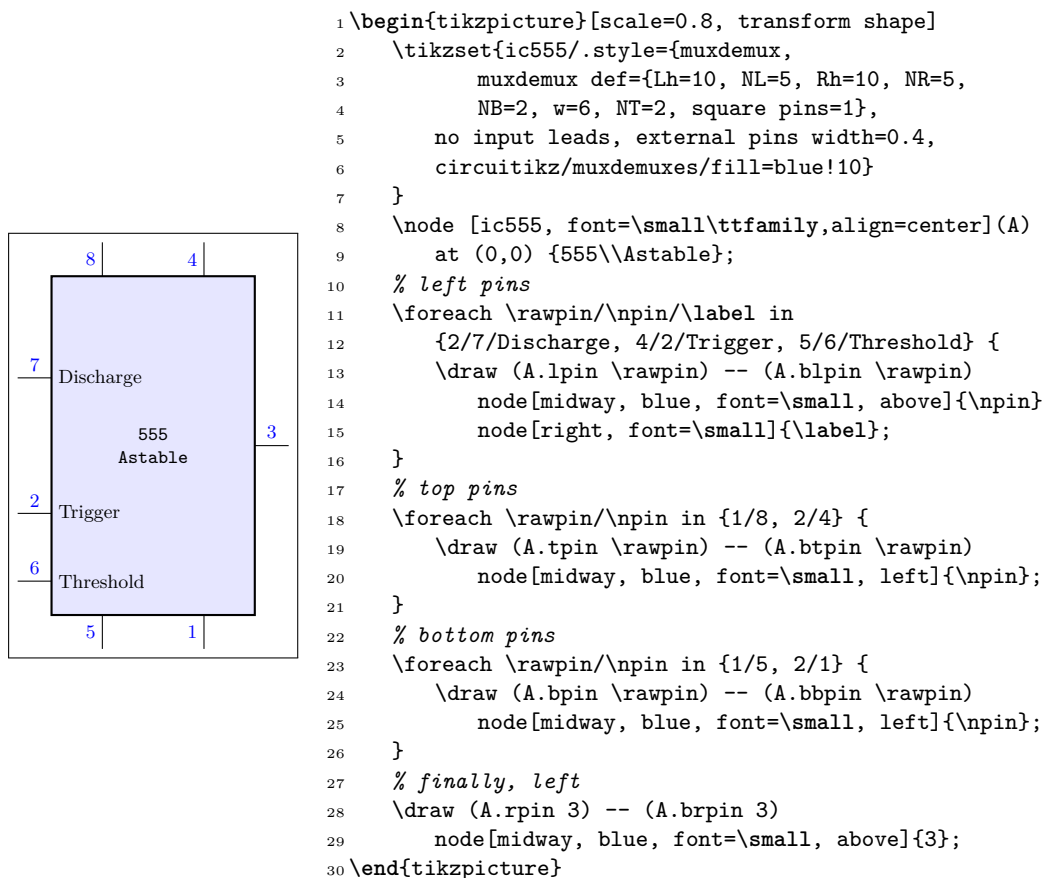 8 4
7
Discharge
3
555
Astable
2
Trigger
6
Threshold
5 1
1 \begin{tikzpicture}[scale=0.8, transform shape]
2 \tikzset{ic555/.style={muxdemux,
3 muxdemux def={Lh=10, NL=5, Rh=10, NR=5,
4 NB=2, w=6, NT=2, square pins=1},
5 no input leads, external pins width=0.4,
6 circuitikz/muxdemuxes/fill=blue!10}
7 }
8 \node [ic555, font=\small\ttfamily,align=center](A)
9 at (0,0) {555\\Astable};
10 % left pins
11 \foreach \rawpin/\npin/\label in
12 {2/7/Discharge, 4/2/Trigger, 5/6/Threshold} {
13 \draw (A.lpin \rawpin) -- (A.blpin \rawpin)
14 node[midway, blue, font=\small, above]{\npin}
15 node[right, font=\small]{\label};
16 }
17 % top pins
18 \foreach \rawpin/\npin in {1/8, 2/4} {
19 \draw (A.tpin \rawpin) -- (A.btpin \rawpin)
20 node[midway, blue, font=\small, left]{\npin};
21 }
22 % bottom pins
23 \foreach \rawpin/\npin in {1/5, 2/1} {
24 \draw (A.bpin \rawpin) -- (A.bbpin \rawpin)
25 node[midway, blue, font=\small, left]{\npin};
26 }
27 % finally, left
28 \draw (A.rpin 3) -- (A.brpin 3)
29 node[midway, blue, font=\small, above]{3};
30 \end{tikzpicture}